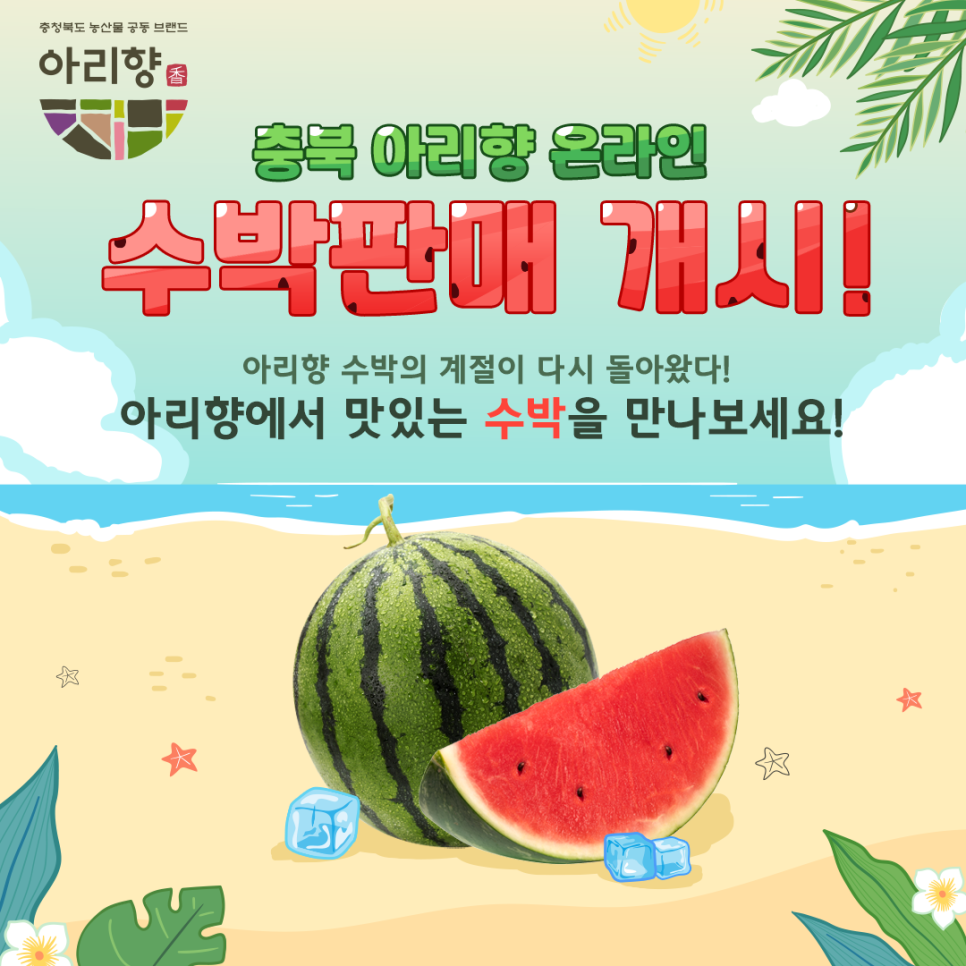 충청북도 농산물 공동 브랜드
아리향 香
충북 아리향 온라인
수박판매 개시!
아리향 수박의 계절이 다시 돌아왔다!
아리향에서 맛있는 수박을 만나보세요!